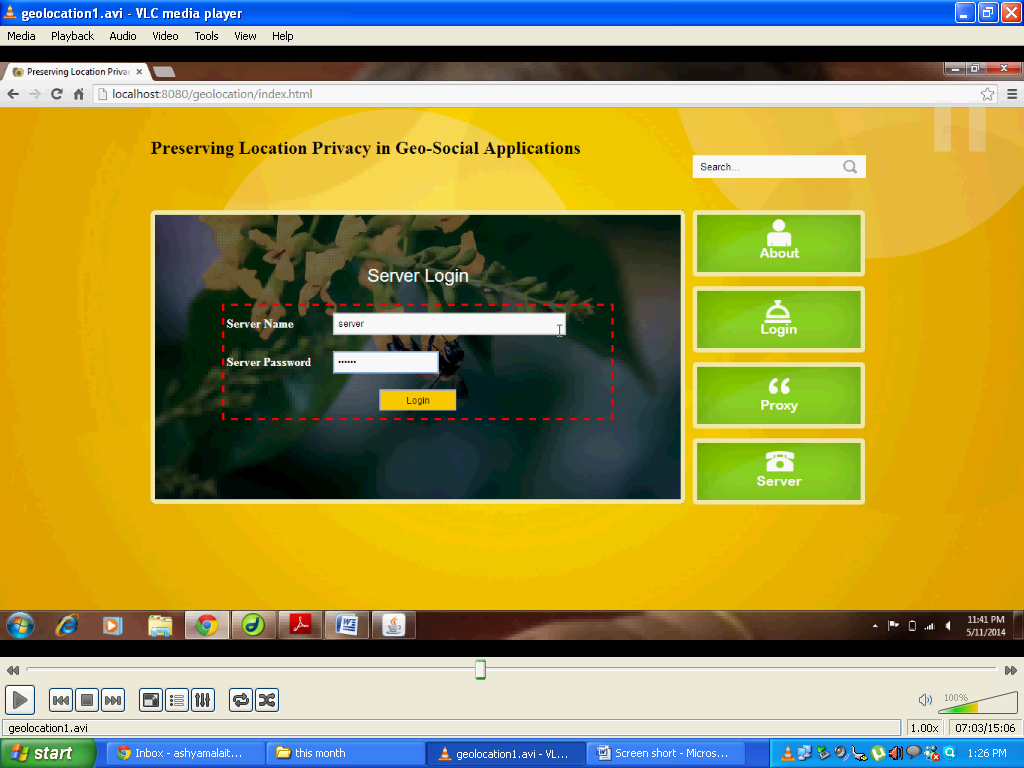 geolocation1.avi - VLC media player
Media Playback Audio Video Tools View Help
Preserving Location Priva
localhost:8080/geolocation/index.html
Preserving Location Privacy in Geo-Social Applications
Search...
About
Server Login
Server Name server
Login
Server Password ••••••
Login
Proxy
Server
11:41 PM
5/11/2014
100%
geolocation1.avi 1.00x 07:03/15:06
start Inbox - ashyamalait... this month geolocation1.avi - VL... Screen short - Micros... 1:26 PM